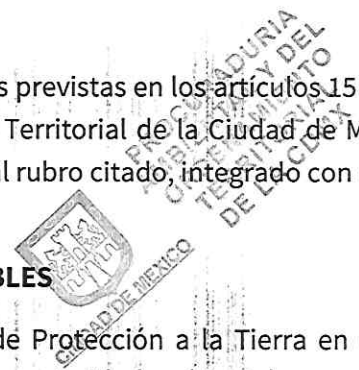 s previstas en los artículos 15
Territorial de la Ciudad de M
al rubro citado, integrado con
PROCURADURIA
AMBIENTAL Y DEL
ORDENAMIENTO
TERRITORIAL
DE LA CDMX
BLES
CIUDAD DE MÉXICO
de Protección a la Tierra en